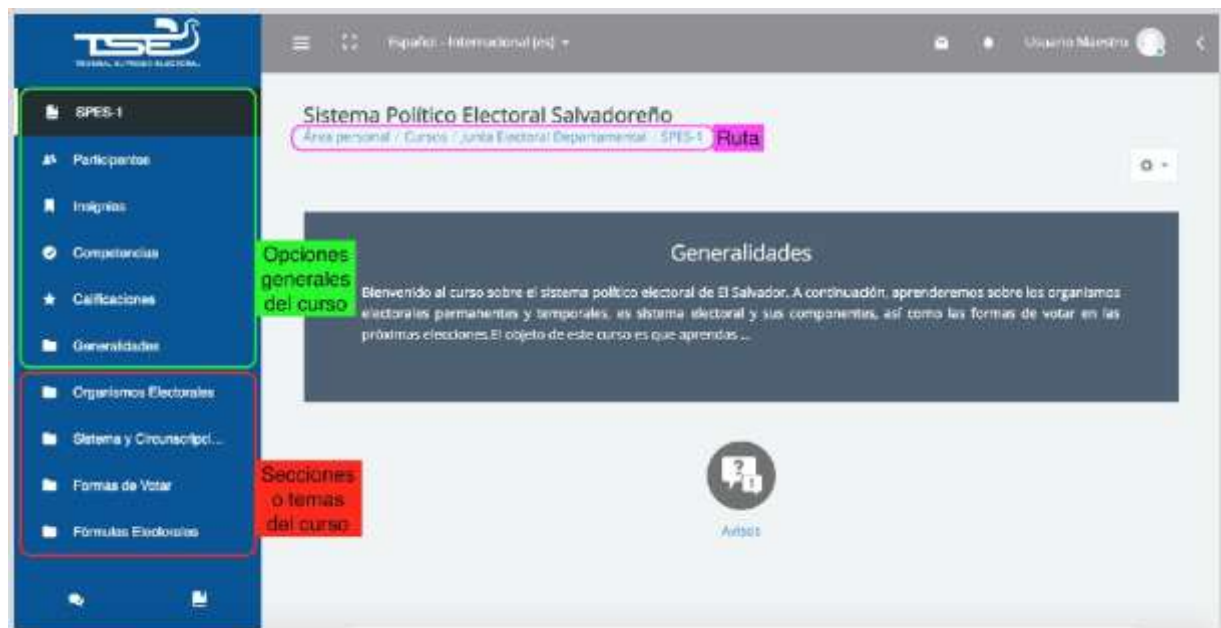 TSE
TRIBUNAL SUPREMO ELECTORAL
Español - Internacional (es)
Usuario Maestro
SPES-1
Participantes
Insignias
Competencias
Calificaciones
Generalidades
Organismos Electorales
Sistema y Circunscripci...
Formas de Votar
Fórmulas Electorales
Opciones
generales
del curso
Secciones
o temas
del curso
Sistema Político Electoral Salvadoreño
Área personal / Cursos / Junta Electoral Departamental / SPES-1
Ruta
Generalidades
Bienvenido al curso sobre el sistema político electoral de El Salvador. A continuación, aprenderemos sobre los organismos
electorales permanentes y temporales, es sistema electoral y sus componentes, así como las formas de votar en las
próximas elecciones.El objeto de este curso es que aprendas ...
Avisos